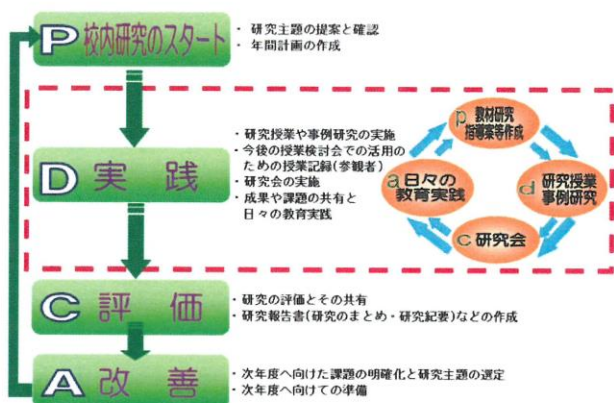 P 校内研究のスタート
・ 研究主題の提案と確認
・ 年間計画の作成
D 実践
・研究授業や事例研究の実施
・今後の授業検討会での活用
のための授業記録(参観者)
・研究会の実施
・成果や課題の共有と
日々の教育実践
p 教材研究
指導案等作成
d 研究授業
事例研究
c 研究会
a 日々の
教育実践
C 評価
・研究の評価とその共有
・研究報告書(研究のまとめ・研究紀要)などの作成
A 改善
・次年度へ向けた課題の明確化と研究主題の選定
・次年度へ向けての準備